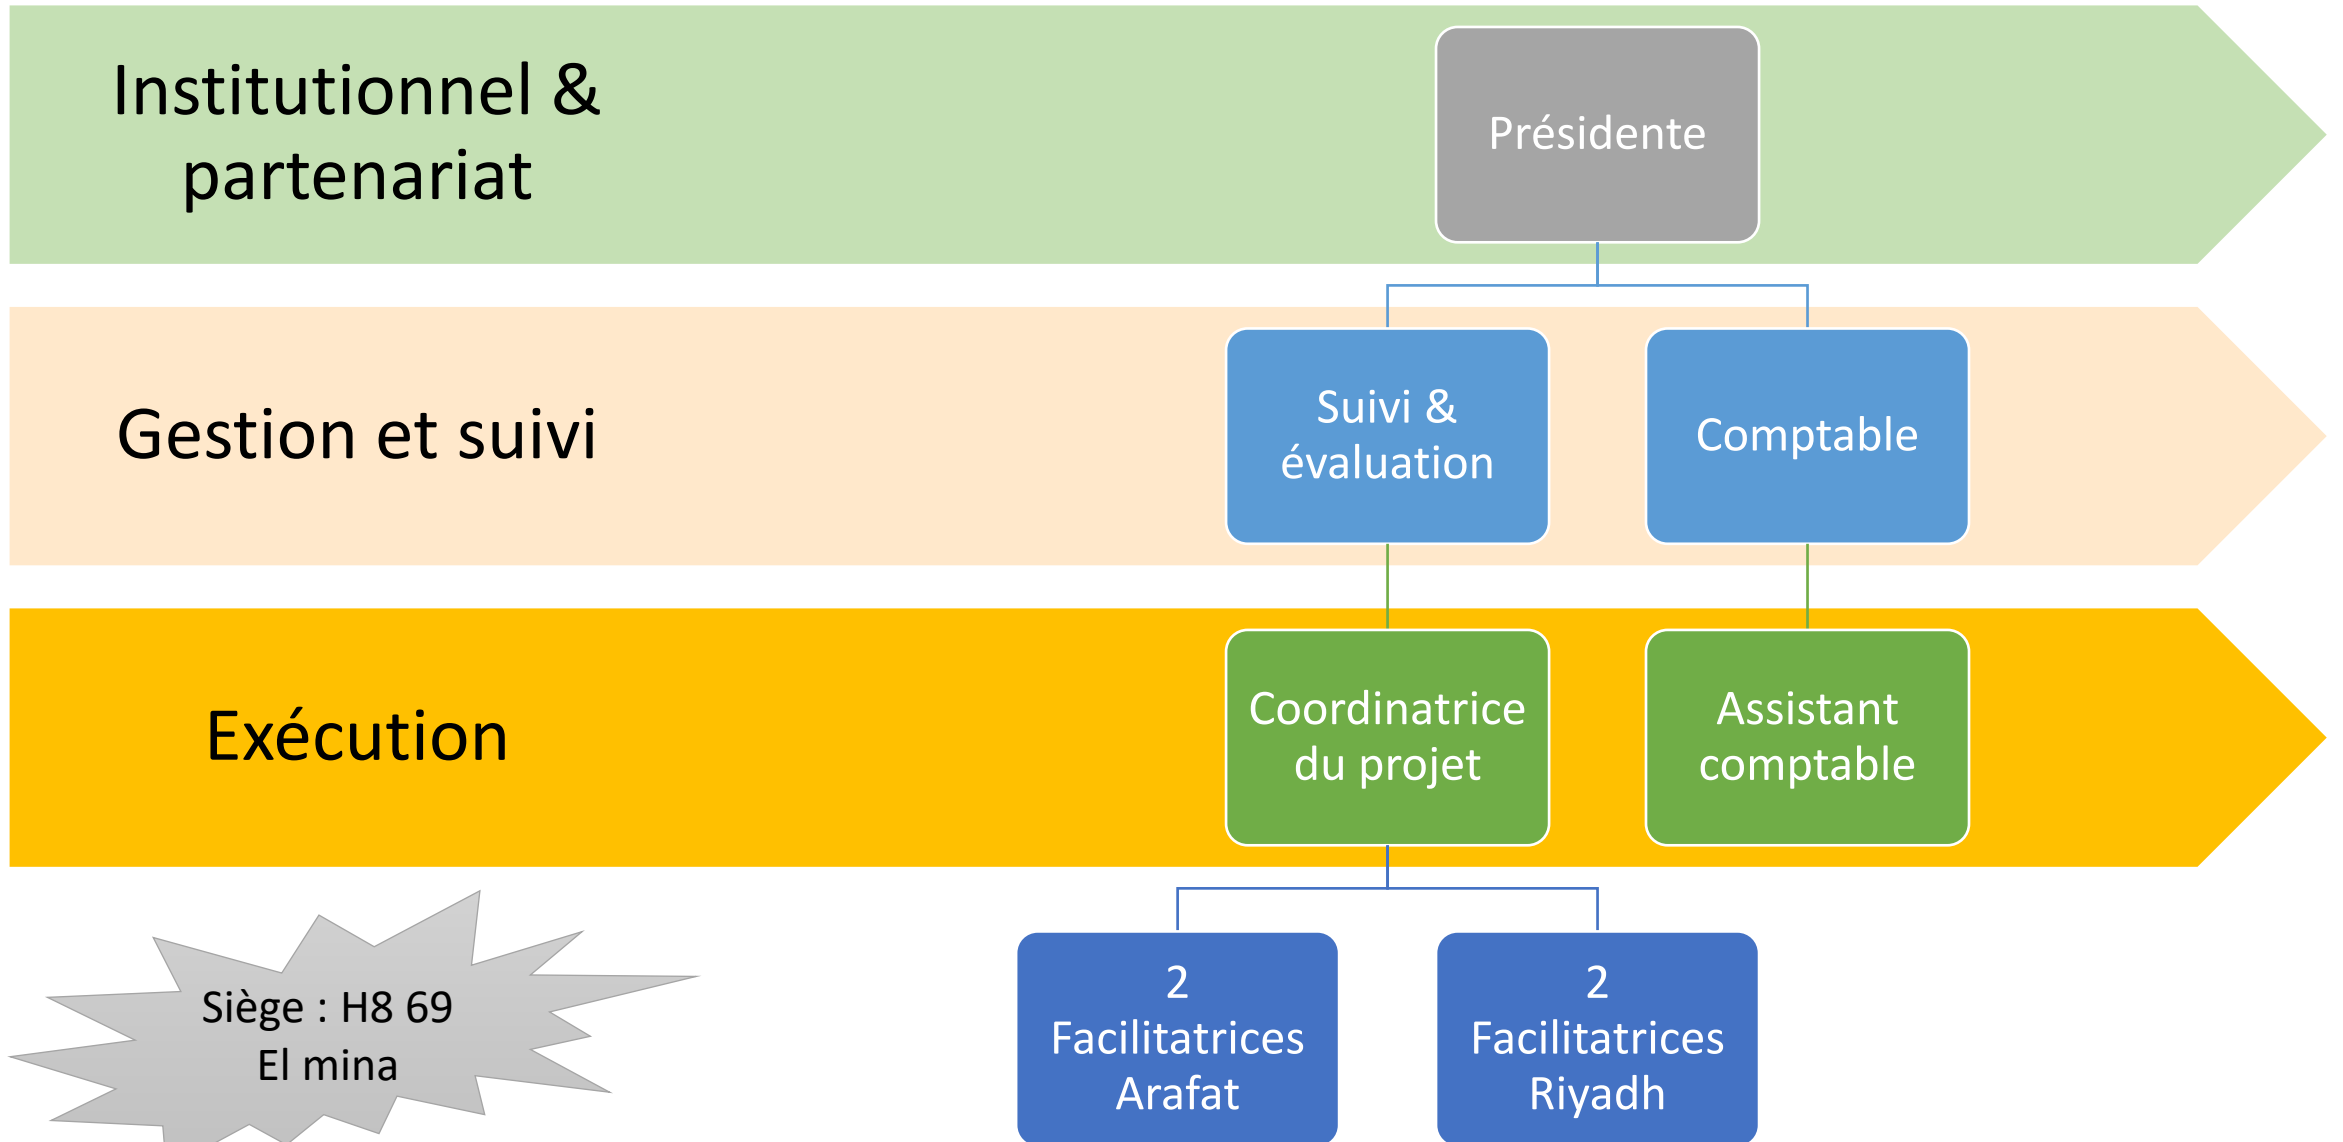 Institutionnel &
partenariat
Présidente
Gestion et suivi
Suivi &
évaluation
Comptable
Exécution
Coordinatrice
du projet
Assistant
comptable
Siège : H8 69
El mina
2
Facilitatrices
Arafat
2
Facilitatrices
Riyadh